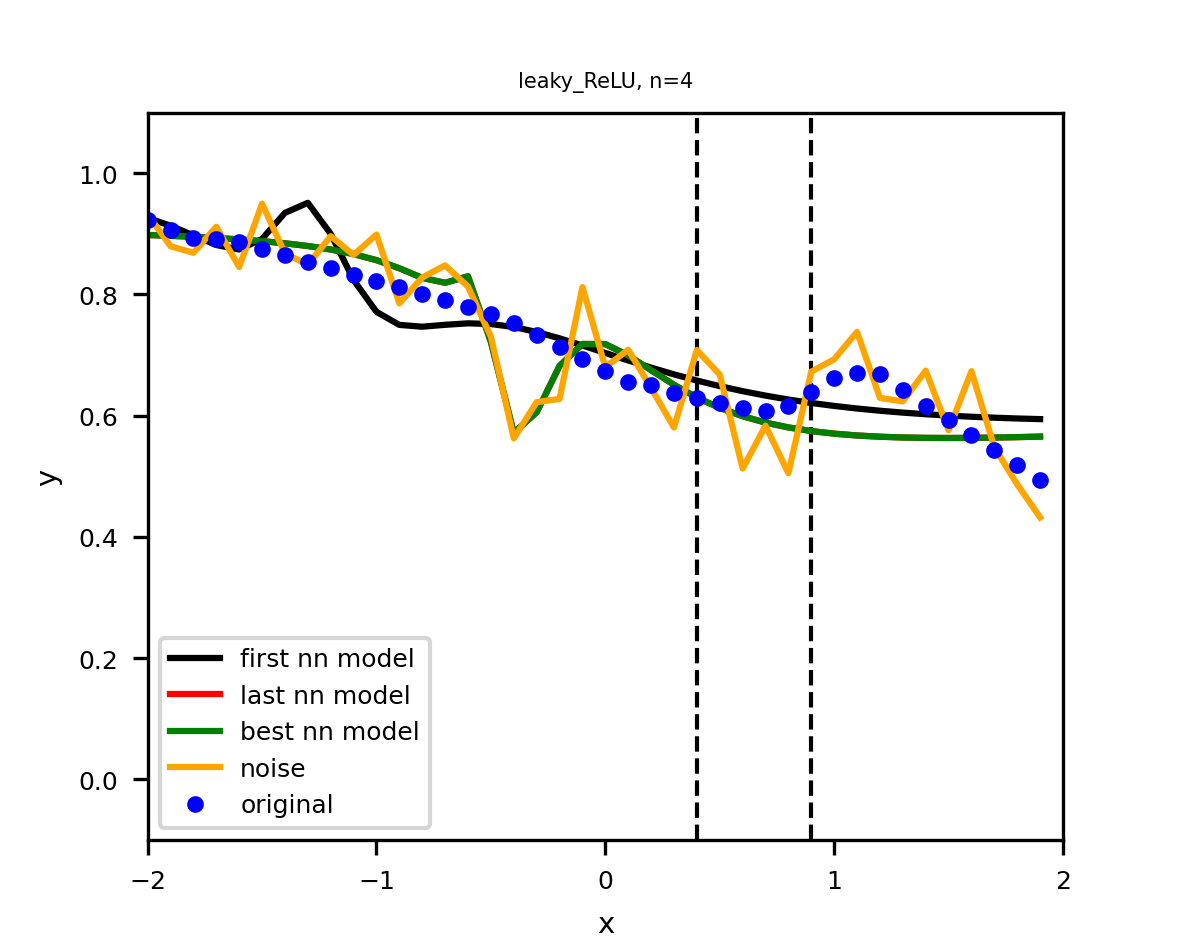 leaky_ReLU, n=4
1.0
0.8
0.6
0.4
0.2
0.0
y
first nn model
last nn model
best nn model
noise
original
−2
−1
0
1
2
x